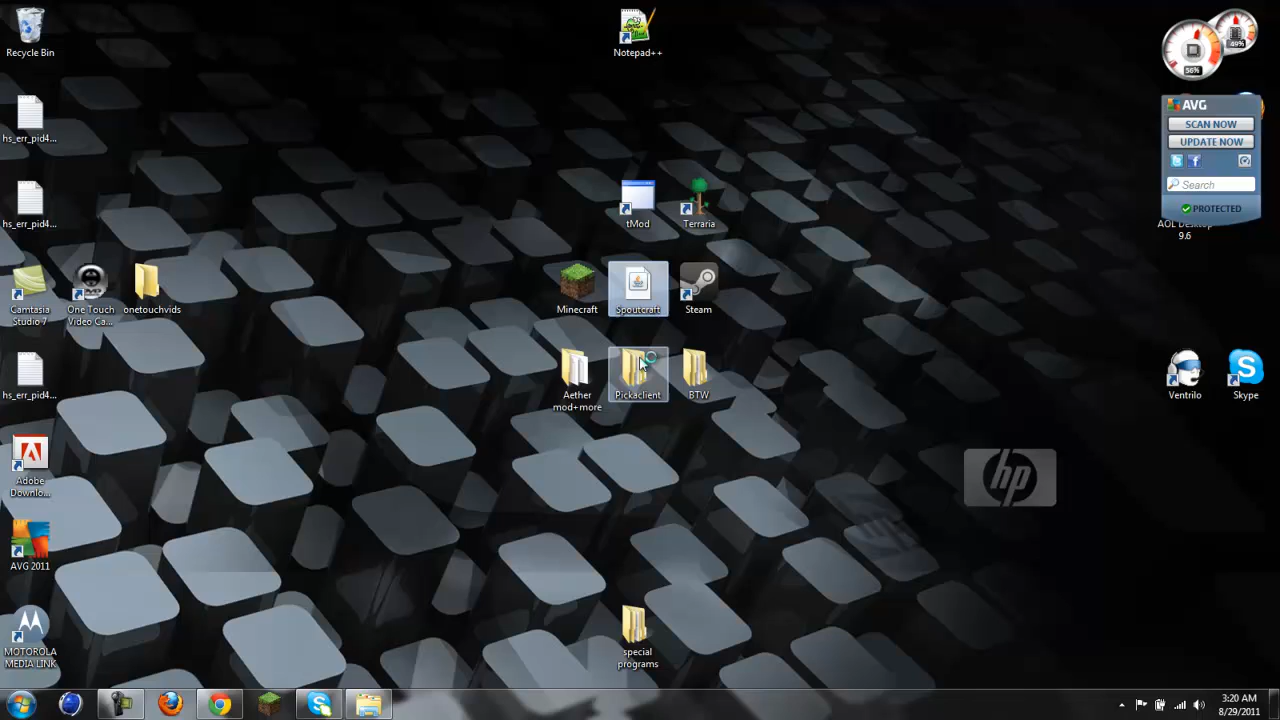 Recycle Bin
Notepad++
56%
49%
AVG
SCAN NOW
UPDATE NOW
Search
PROTECTED
AOL Desktop
9.6
hs_err_pid4...
hs_err_pid4...
tMod
Terraria
Camtasia
Studio 7
One Touch
Video Ca...
onetouchvids
Minecraft
Spoutcraft
Steam
hs_err_pid4...
Aether
mod+more
Pickaclient
BTW
Ventrilo
Skype
Adobe
Downlo...
hp
AVG 2011
MOTOROLA
MEDIA LINK
special
programs
3:20 AM
8/29/2011